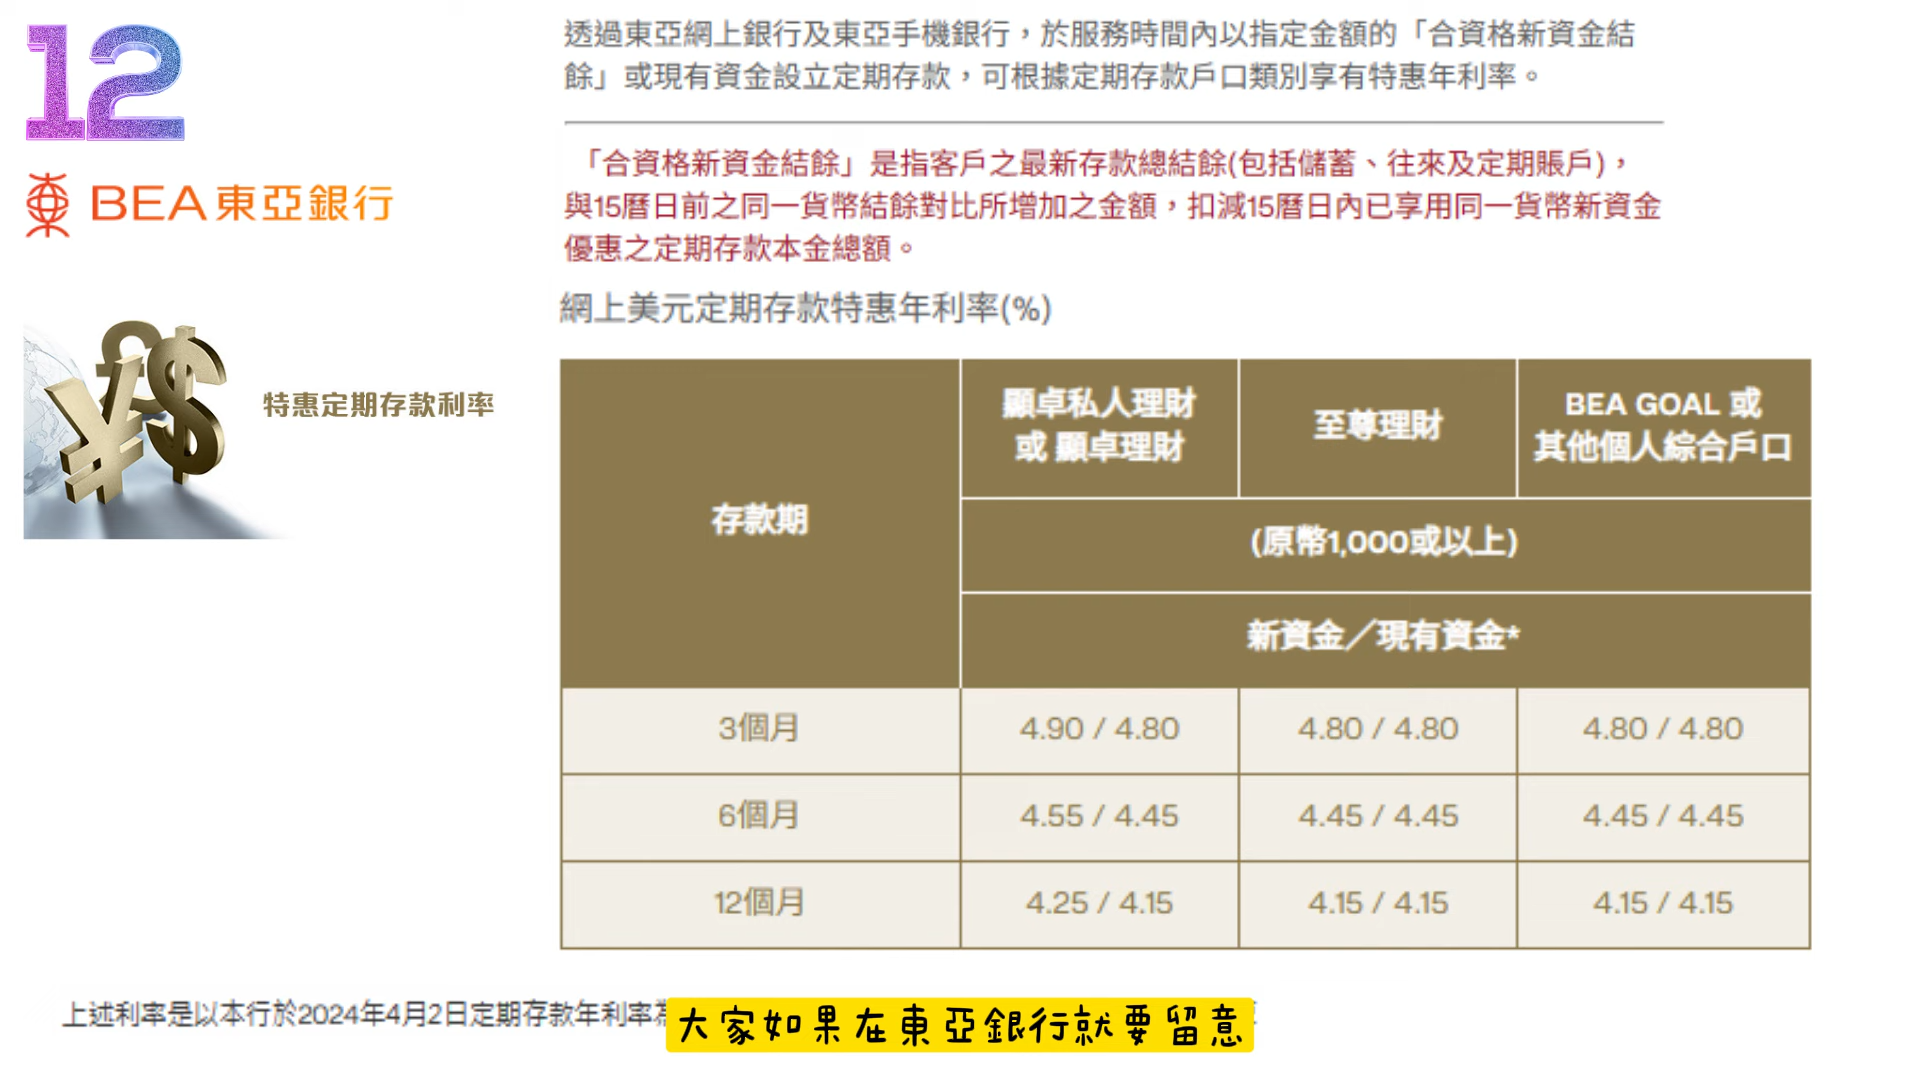 12
BEA東亞銀行
特惠定期存款利率
透過東亞網上銀行及東亞手機銀行，於服務時間內以指定金額的「合資格新資金結
餘」或現有資金設立定期存款，可根據定期存款戶口類別享有特惠年利率。
「合資格新資金結餘」是指客戶之最新存款總結餘(包括儲蓄、往來及定期賬戶)，
與15曆日前之同一貨幣結餘對比所增加之金額，扣減15曆日內已享用同一貨幣新資金
優惠之定期存款本金總額。
網上美元定期存款特惠年利率(%)
存款期
顯卓私人理財
或 顯卓理財
至尊理財
BEA GOAL 或
其他個人綜合戶口
(原幣1,000或以上)
新資金／現有資金*
3個月 4.90 / 4.80 4.80 / 4.80 4.80 / 4.80
6個月 4.55 / 4.45 4.45 / 4.45 4.45 / 4.45
12個月 4.25 / 4.15 4.15 / 4.15 4.15 / 4.15
上述利率是以本行於2024年4月2日定期存款年利率
大家如果在東亞銀行就要留意